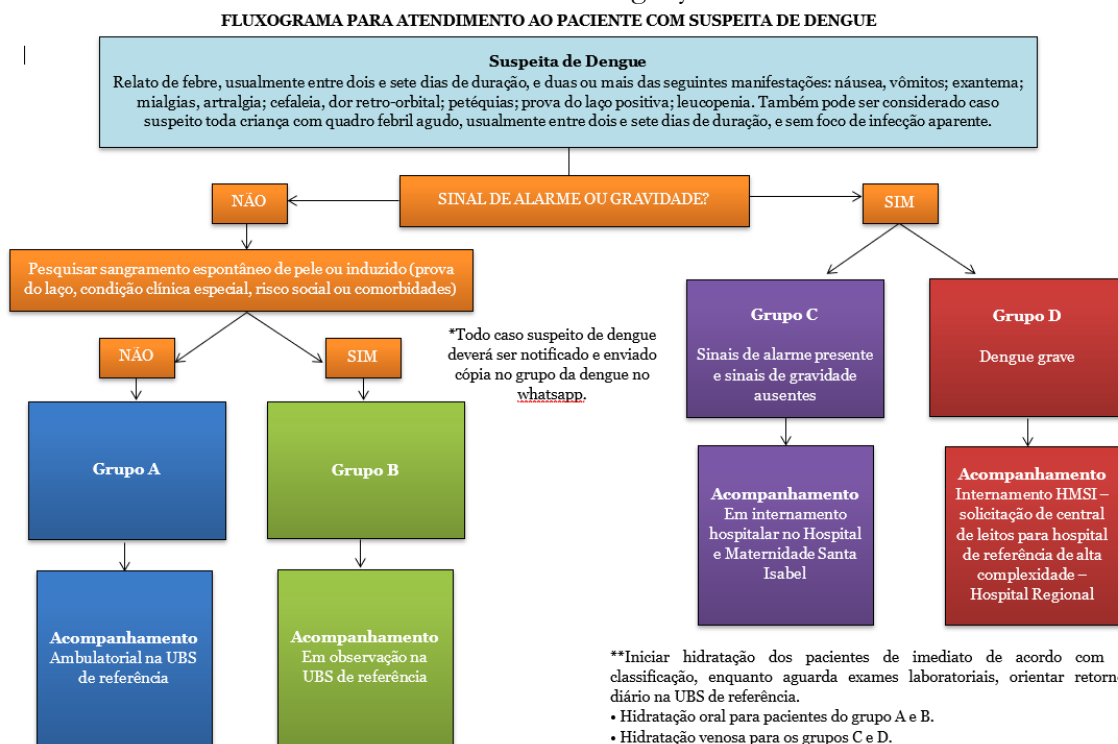 FLUXOGRAMA PARA ATENDIMENTO AO PACIENTE COM SUSPEITA DE DENGUE
Suspeita de Dengue
Relato de febre, usualmente entre dois e sete dias de duração, e duas ou mais das seguintes manifestações: náusea, vômitos; exantema;
mialgias, artralgia; cefaleia, dor retro-orbital; petéquias; prova do laço positiva; leucopenia. Também pode ser considerado caso
suspeito toda criança com quadro febril agudo, usualmente entre dois e sete dias de duração, e sem foco de infecção aparente.
SINAL DE ALARME OU GRAVIDADE?
NÃO
SIM
Pesquisar sangramento espontâneo de pele ou induzido (prova
do laço, condição clínica especial, risco social ou comorbidades)
NÃO
SIM
*Todo caso suspeito de dengue
deverá ser notificado e enviado
cópia no grupo da dengue no
whatsapp.
Grupo A
Grupo B
Grupo C
Sinais de alarme presente
e sinais de gravidade
ausentes
Grupo D
Dengue grave
Acompanhamento
Ambulatorial na UBS
de referência
Acompanhamento
Em observação na
UBS de referência
Acompanhamento
Em internamento
hospitalar no Hospital
e Maternidade Santa
Isabel
Acompanhamento
Internamento HMSI –
solicitação de central
de leitos para hospital
de referência de alta
complexidade –
Hospital Regional
**Iniciar hidratação dos pacientes de imediato de acordo com
classificação, enquanto aguarda exames laboratoriais, orientar retorn
diário na UBS de referência.
• Hidratação oral para pacientes do grupo A e B.
• Hidratação venosa para os grupos C e D.